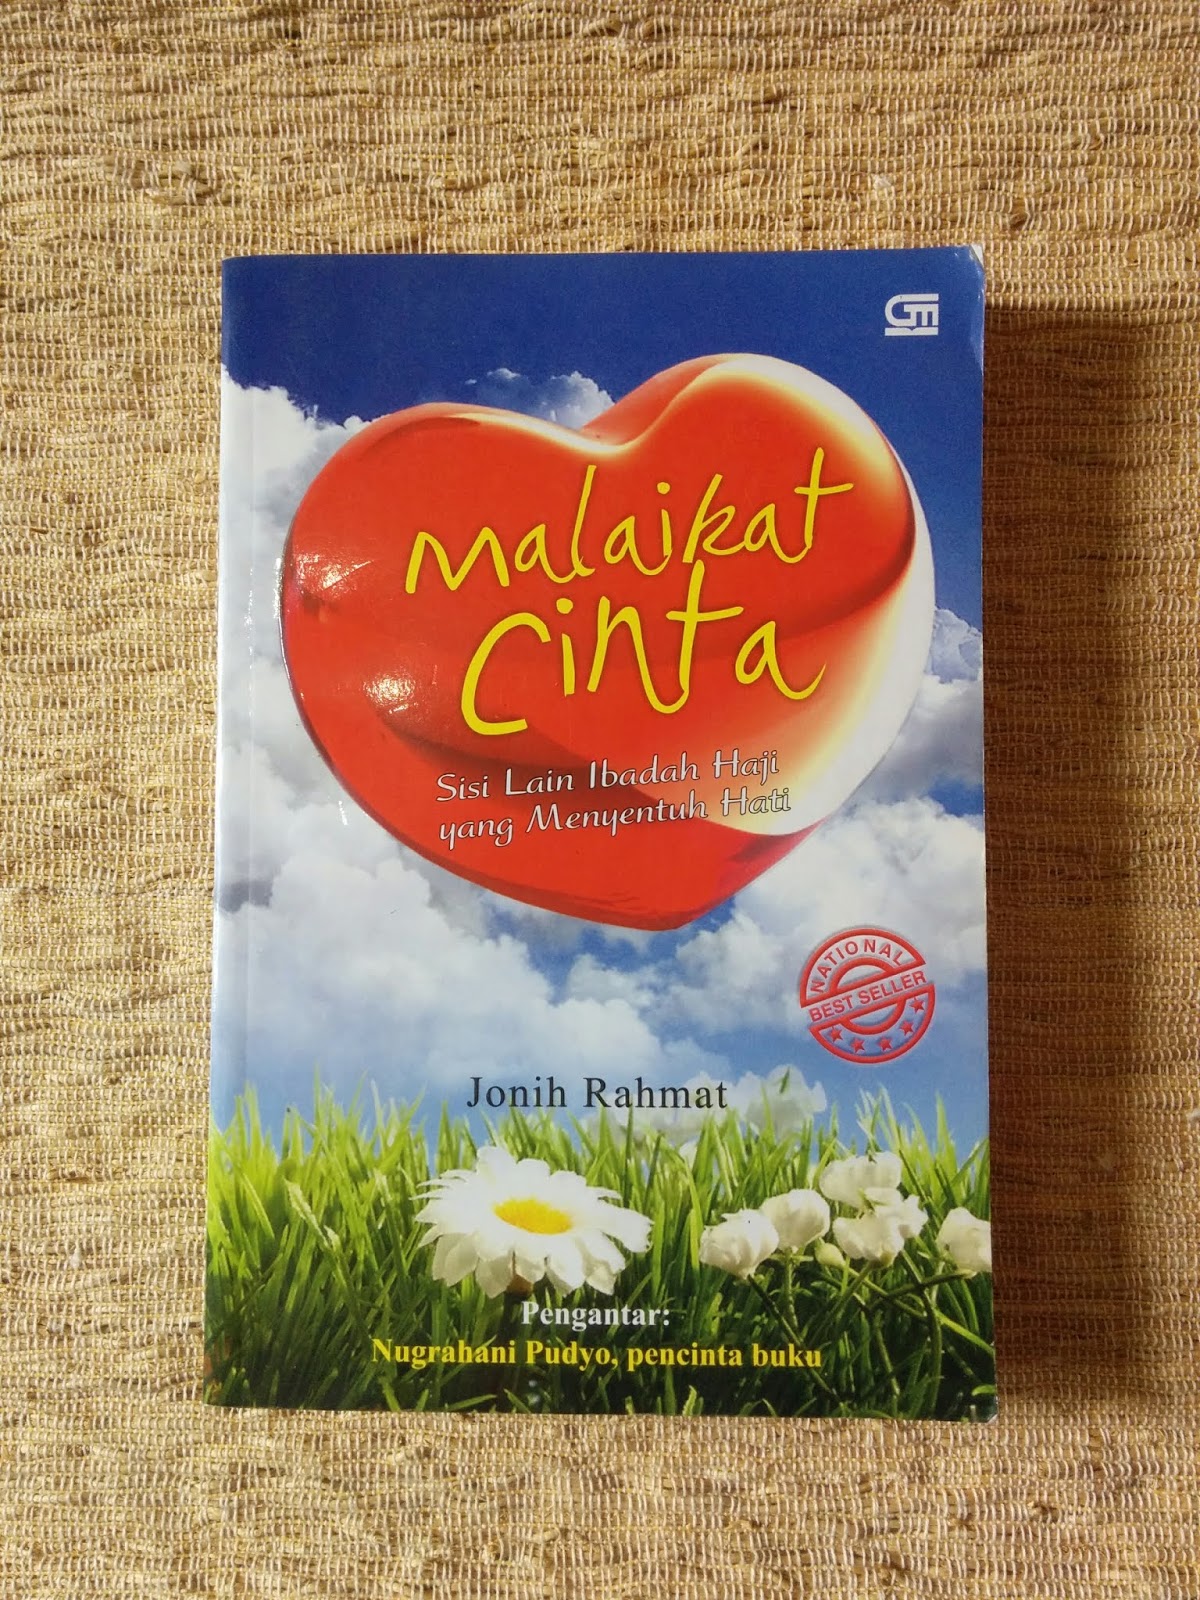 GM
Malaikat
Cinta
Sisi Lain Ibadah Haji
yang Menyentuh Hati
NATIONAL
BEST SELLER
Jonih Rahmat
Pengantar:
Nugrahani Pudyo, pencinta buku